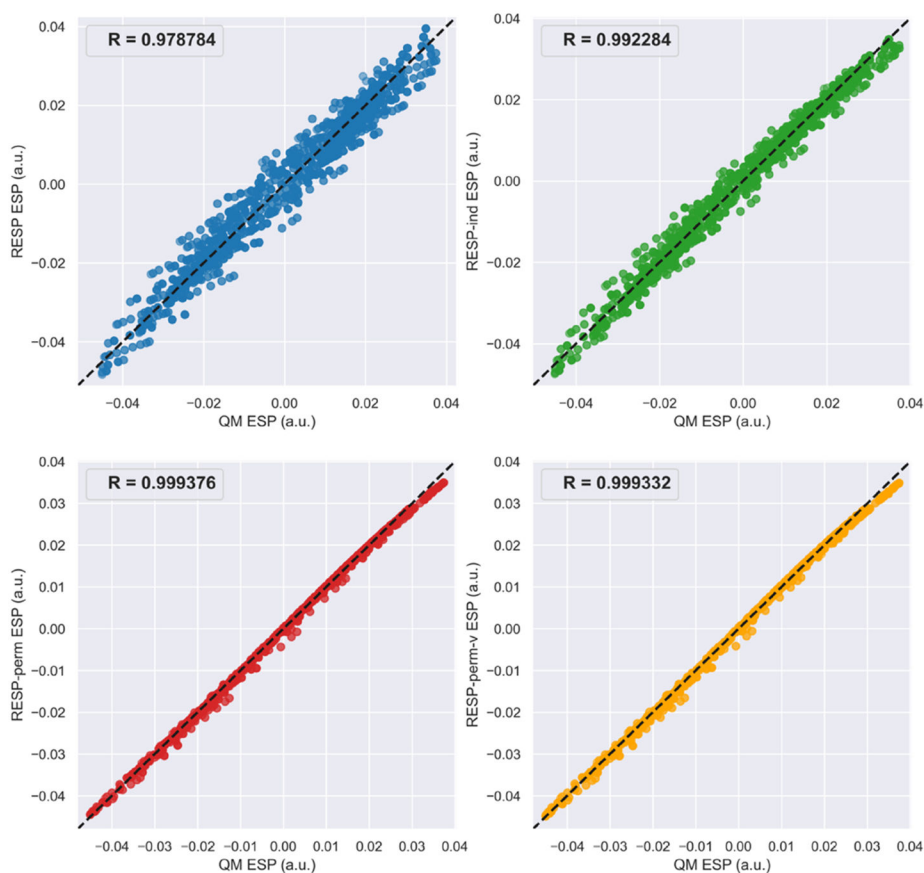 R = 0.978784
0.04
0.02
0.00
−0.02
−0.04
RESP ESP (a.u.)
−0.04 −0.02 0.00 0.02
QM ESP (a.u.)
R = 0.992284
0.04
0.02
0.00
−0.02
−0.04
RESP-ind ESP (a.u.)
−0.04 −0.02 0.00 0.02 0.04
QM ESP (a.u.)
R = 0.999376
0.04
0.03
0.02
0.01
0.00
−0.01
−0.02
−0.03
−0.04
RESP-perm ESP (a.u.)
−0.04 −0.03 −0.02 −0.01 0.00 0.01 0.02 0.03 0.04
QM ESP (a.u.)
R = 0.999332
0.04
0.03
0.02
0.01
0.00
−0.01
−0.02
−0.03
−0.04
RESP-perm-v ESP (a.u.)
−0.04 −0.03 −0.02 −0.01 0.00 0.01 0.02 0.03 0.04
QM ESP (a.u.)